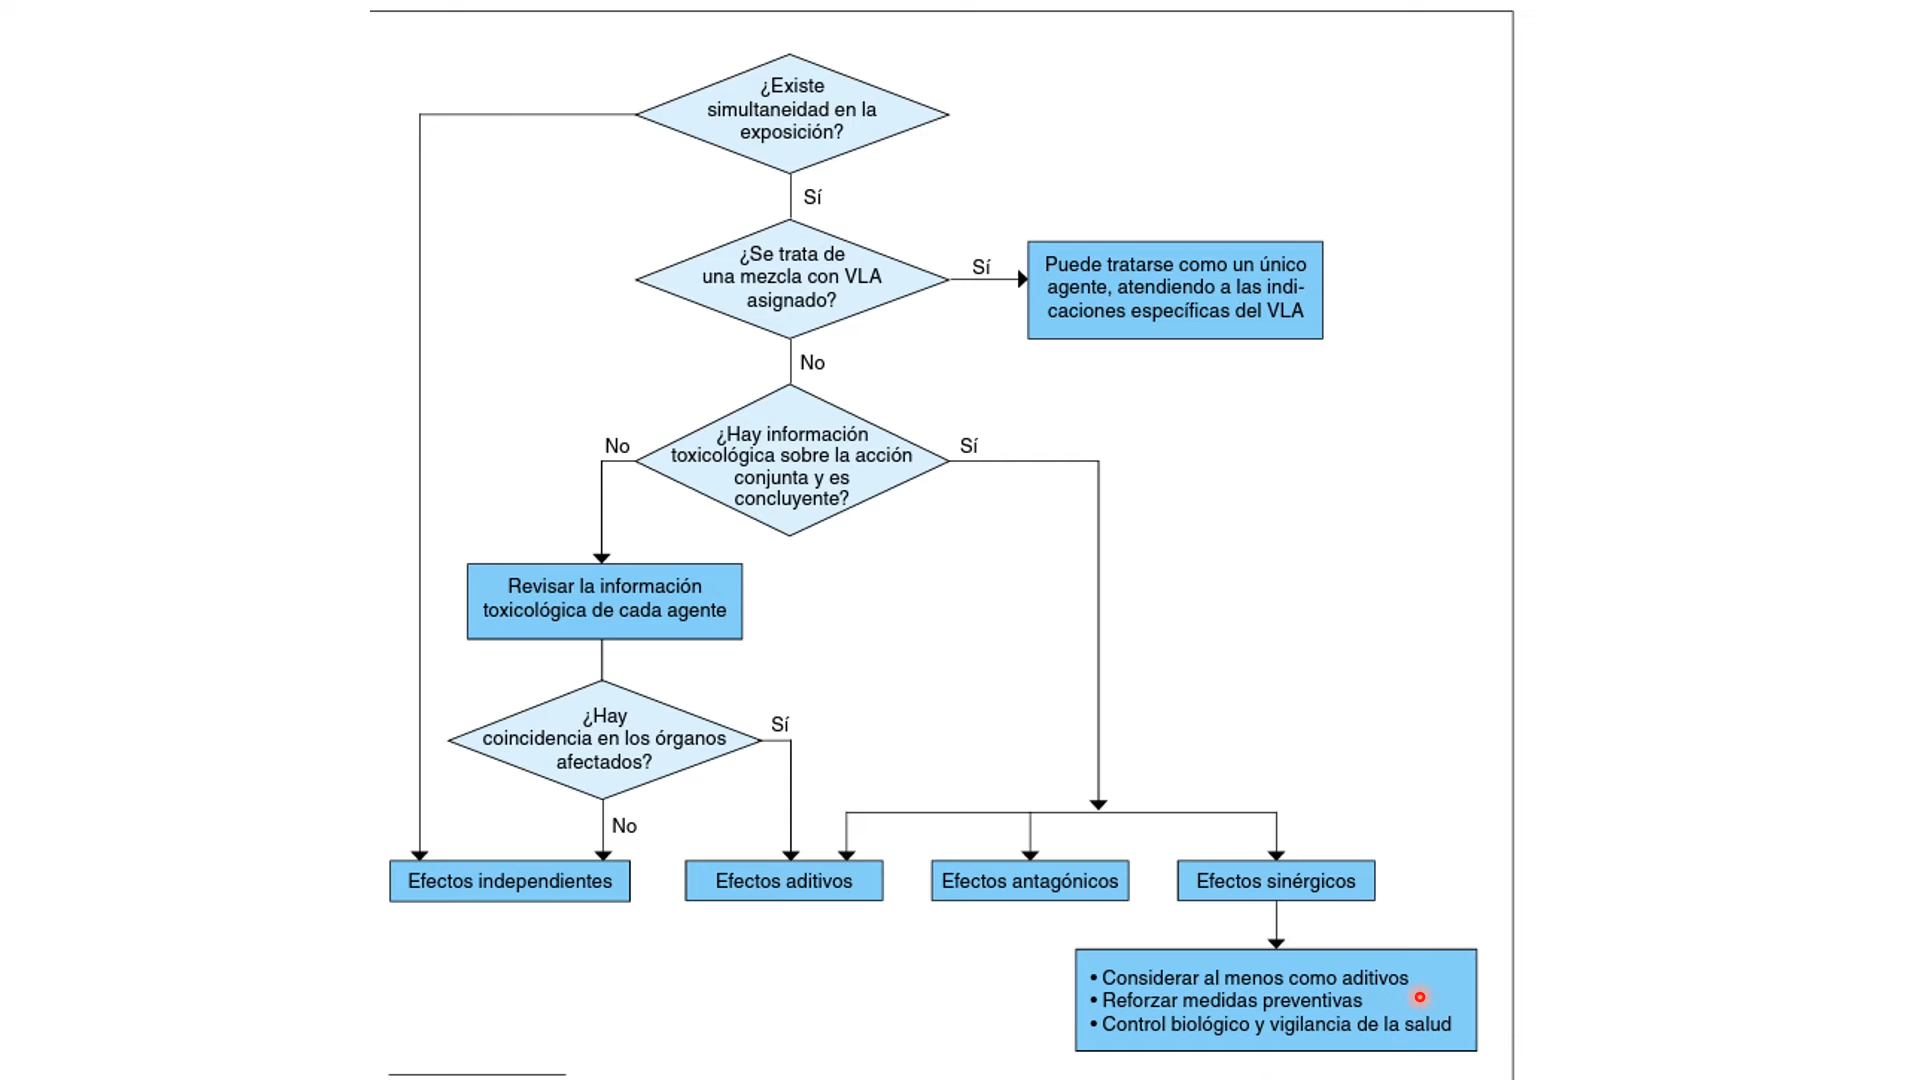 ¿Existe
simultaneidad en la
exposición?
Sí
¿Se trata de
una mezcla con VLA
asignado?
Sí
Puede tratarse como un único
agente, atendiendo a las indi-
caciones específicas del VLA
No
¿Hay información
toxicológica sobre la acción
conjunta y es
concluyente?
No
Sí
Revisar la información
toxicológica de cada agente
¿Hay
coincidencia en los órganos
afectados?
Sí
No
Efectos independientes
Efectos aditivos
Efectos antagónicos
Efectos sinérgicos
• Considerar al menos como aditivos
• Reforzar medidas preventivas
• Control biológico y vigilancia de la salud